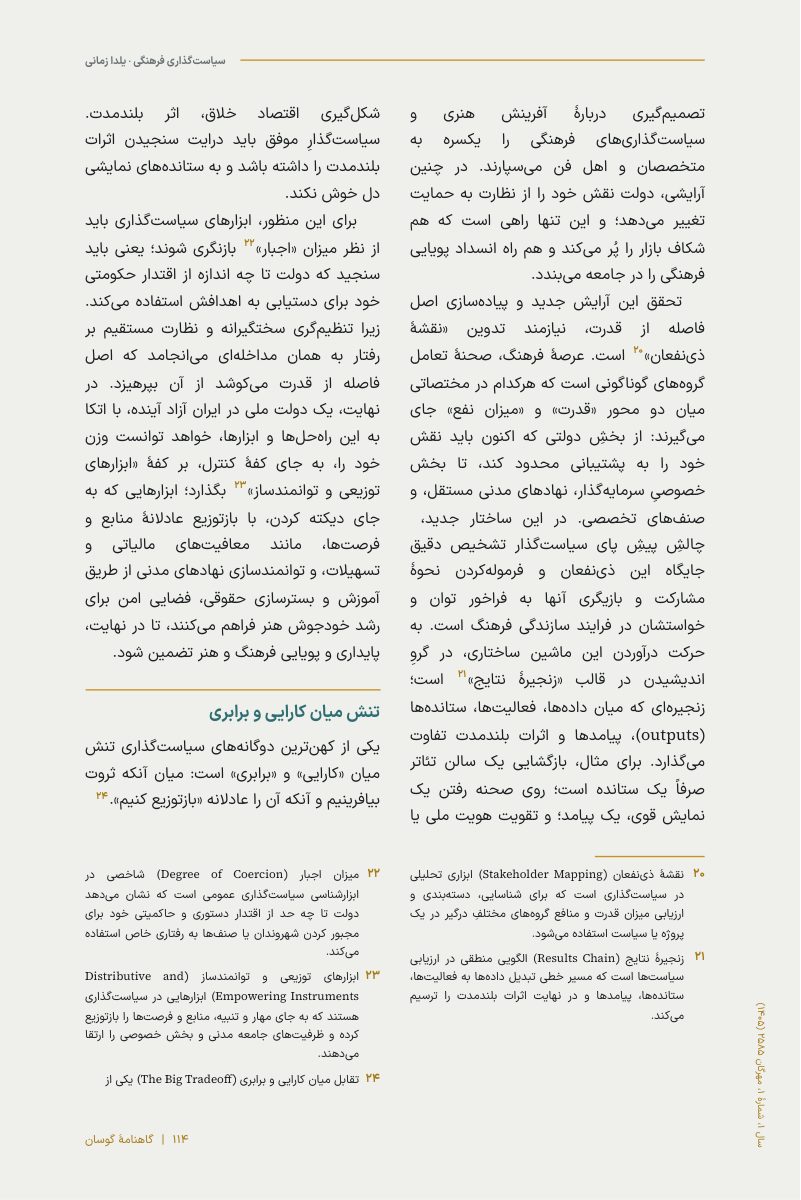 سیاست‌گذاری فرهنگی · یلدا زمانی
تصمیم‌گیری دربارهٔ آفرینش هنری و
سیاست‌گذاری‌های فرهنگی را یکسره به
متخصصان و اهل فن می‌سپارند. در چنین
آرایشی، دولت نقش خود را از نظارت به حمایت
تغییر می‌دهد؛ و این تنها راهی است که هم
شکاف بازار را پُر می‌کند و هم راه انسداد پویایی
فرهنگی را در جامعه می‌بندد.
تحقق این آرایش جدید و پیاده‌سازی اصل
فاصله از قدرت، نیازمند تدوین «نقشهٔ
ذی‌نفعان»۲۰ است. عرصهٔ فرهنگ، صحنهٔ تعامل
گروه‌های گوناگونی است که هرکدام در مختصاتی
میان دو محور «قدرت» و «میزان نفع» جای
می‌گیرند: از بخشِ دولتی که اکنون باید نقش
خود را به پشتیبانی محدود کند، تا بخش
خصوصیِ سرمایه‌گذار، نهادهای مدنی مستقل، و
صنف‌های تخصصی. در این ساختار جدید،
چالشِ پیشِ پای سیاست‌گذار تشخیص دقیق
جایگاه این ذی‌نفعان و فرموله‌کردن نحوهٔ
مشارکت و بازیگری آنها به فراخور توان و
خواستشان در فرایند سازندگی فرهنگ است. به
حرکت درآوردن این ماشین ساختاری، در گروِ
اندیشیدن در قالب «زنجیرهٔ نتایج»۲۱ است؛
زنجیره‌ای که میان داده‌ها، فعالیت‌ها، ستانده‌ها
(outputs)، پیامدها و اثرات بلندمدت تفاوت
می‌گذارد. برای مثال، بازگشایی یک سالن تئاتر
صرفاً یک ستانده است؛ روی صحنه رفتن یک
نمایش قوی، یک پیامد؛ و تقویت هویت ملی یا
۲۰ نقشهٔ ذی‌نفعان (Stakeholder Mapping) ابزاری تحلیلی
در سیاست‌گذاری است که برای شناسایی، دسته‌بندی و
ارزیابی میزان قدرت و منافع گروه‌های مختلفِ درگیر در یک
پروژه یا سیاست استفاده می‌شود.
۲۱ زنجیرهٔ نتایج (Results Chain) الگویی منطقی در ارزیابی
سیاست‌ها است که مسیر خطی تبدیل داده‌ها به فعالیت‌ها،
ستانده‌ها، پیامدها و در نهایت اثرات بلندمدت را ترسیم
می‌کند.
شکل‌گیری اقتصاد خلاق، اثر بلندمدت.
سیاست‌گذارِ موفق باید درایت سنجیدن اثرات
بلندمدت را داشته باشد و به ستانده‌های نمایشی
دل خوش نکند.
برای این منظور، ابزارهای سیاست‌گذاری باید
از نظر میزان «اجبار»۲۲ بازنگری شوند؛ یعنی باید
سنجید که دولت تا چه اندازه از اقتدار حکومتی
خود برای دستیابی به اهدافش استفاده می‌کند.
زیرا تنظیم‌گری سختگیرانه و نظارت مستقیم بر
رفتار به همان مداخله‌ای می‌انجامد که اصل
فاصله از قدرت می‌کوشد از آن بپرهیزد. در
نهایت، یک دولت ملی در ایران آزاد آینده، با اتکا
به این راه‌حل‌ها و ابزارها، خواهد توانست وزن
خود را، به جای کفهٔ کنترل، بر کفهٔ «ابزارهای
توزیعی و توانمندساز»۲۳ بگذارد؛ ابزارهایی که به
جای دیکته کردن، با بازتوزیع عادلانهٔ منابع و
فرصت‌ها، مانند معافیت‌های مالیاتی و
تسهیلات، و توانمندسازی نهادهای مدنی از طریق
آموزش و بسترسازی حقوقی، فضایی امن برای
رشد خودجوش هنر فراهم می‌کنند، تا در نهایت،
پایداری و پویایی فرهنگ و هنر تضمین شود.
تنش میان کارایی و برابری
یکی از کهن‌ترین دوگانه‌های سیاست‌گذاری تنش
میان «کارایی» و «برابری» است: میان آنکه ثروت
بیافرینیم و آنکه آن را عادلانه «بازتوزیع کنیم».۲۴
۲۲ میزان اجبار (Degree of Coercion) شاخصی در
ابزارشناسی سیاست‌گذاری عمومی است که نشان می‌دهد
دولت تا چه حد از اقتدار دستوری و حاکمیتی خود برای
مجبور کردن شهروندان یا صنف‌ها به رفتاری خاص استفاده
می‌کند.
۲۳ ابزارهای توزیعی و توانمندساز (Distributive and
Empowering Instruments) ابزارهایی در سیاست‌گذاری
هستند که به جای مهار و تنبیه، منابع و فرصت‌ها را بازتوزیع
کرده و ظرفیت‌های جامعه مدنی و بخش خصوصی را ارتقا
می‌دهند.
۲۴ تقابل میان کارایی و برابری (The Big Tradeoff) یکی از
سال ۱، شمارهٔ ۱، مهرگان ۲۵۸۵ (۱۴۰۵)
۱۱۴ | گاهنامهٔ گوسان